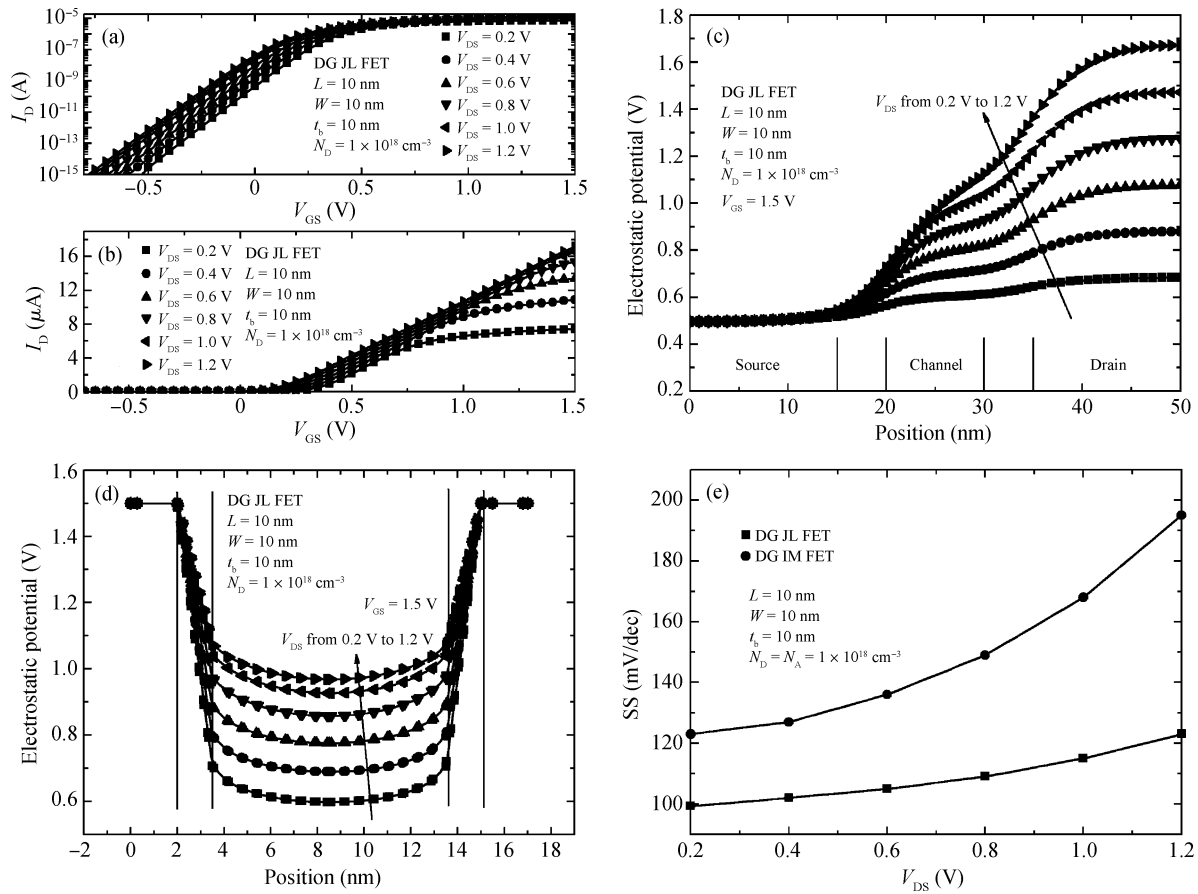 (a)
10⁻⁵
10⁻⁷
10⁻⁹
10⁻¹¹
10⁻¹³
10⁻¹⁵
I_D (A)
DG JL FET
L = 10 nm
W = 10 nm
t_b = 10 nm
N_D = 1 × 10¹⁸ cm⁻³
V_DS = 0.2 V
V_DS = 0.4 V
V_DS = 0.6 V
V_DS = 0.8 V
V_DS = 1.0 V
V_DS = 1.2 V
−0.5 0 0.5 1.0 1.5
V_GS (V)
(b)
16
12
8
4
0
I_D (μA)
V_DS = 0.2 V
V_DS = 0.4 V
V_DS = 0.6 V
V_DS = 0.8 V
V_DS = 1.0 V
V_DS = 1.2 V
DG JL FET
L = 10 nm
W = 10 nm
t_b = 10 nm
N_D = 1 × 10¹⁸ cm⁻³
−0.5 0 0.5 1.0 1.5
V_GS (V)
(c)
1.8
1.6
1.4
1.2
1.0
0.8
0.6
0.4
0.2
Electrostatic potential (V)
DG JL FET
L = 10 nm
W = 10 nm
t_b = 10 nm
N_D = 1 × 10¹⁸ cm⁻³
V_GS = 1.5 V
V_DS from 0.2 V to 1.2 V
Source Channel Drain
0 10 20 30 40 50
Position (nm)
(d)
1.6
1.4
1.2
1.0
0.8
0.6
Electrostatic potential (V)
DG JL FET
L = 10 nm
W = 10 nm
t_b = 10 nm
N_D = 1 × 10¹⁸ cm⁻³
V_GS = 1.5 V
V_DS from 0.2 V to 1.2 V
−2 0 2 4 6 8 10 12 14 16 18
Position (nm)
(e)
200
180
160
140
120
100
SS (mV/dec)
DG JL FET
DG IM FET
L = 10 nm
W = 10 nm
t_b = 10 nm
N_D = N_A = 1 × 10¹⁸ cm⁻³
0.2 0.4 0.6 0.8 1.0 1.2
V_DS (V)